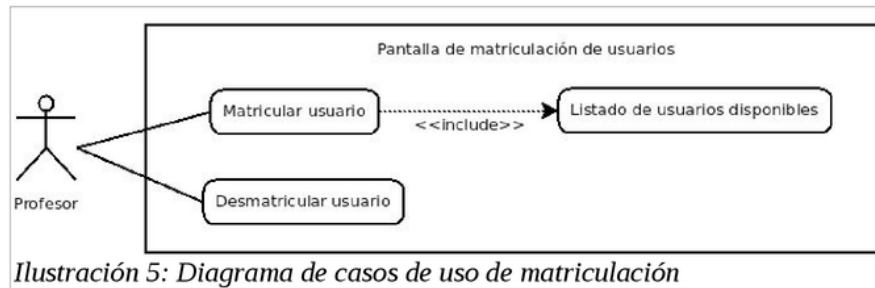 Pantalla de matriculación de usuarios
Matricular usuario
<<include>>
Listado de usuarios disponibles
Profesor
Desmatricular usuario
Ilustración 5: Diagrama de casos de uso de matriculación